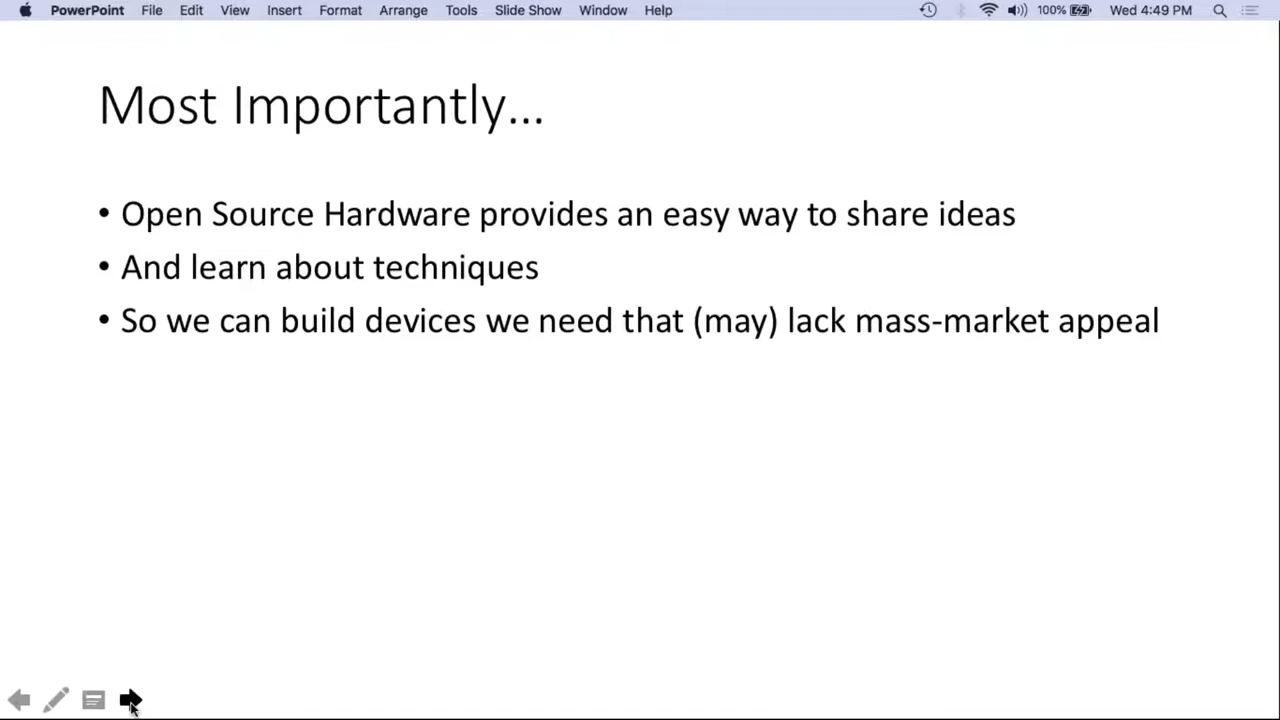 PowerPoint File Edit View Insert Format Arrange Tools Slide Show Window Help 100% Wed 4:49 PM
Most Importantly...
• Open Source Hardware provides an easy way to share ideas
• And learn about techniques
• So we can build devices we need that (may) lack mass-market appeal